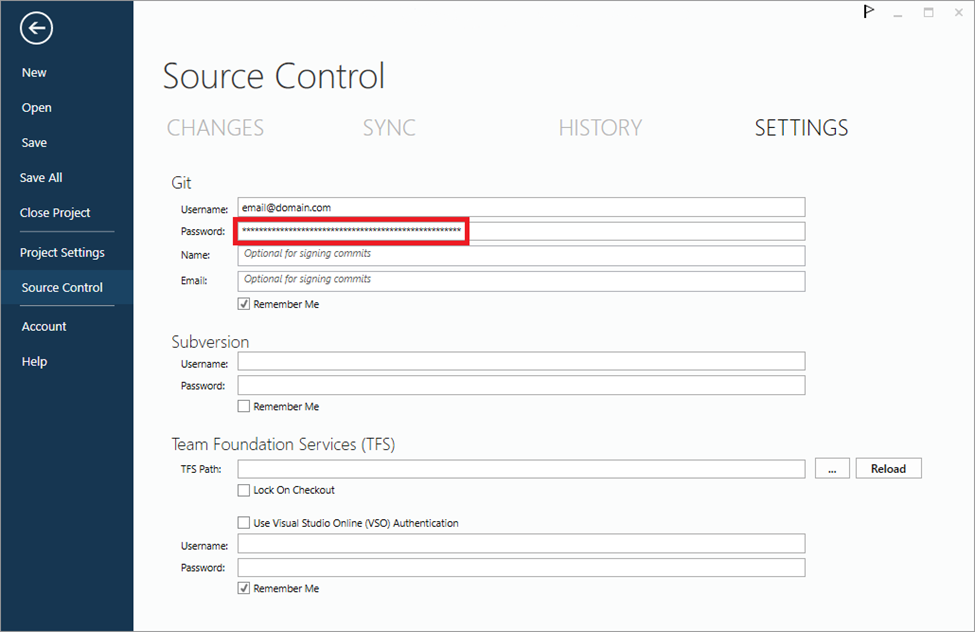 New
Open
Save
Save All
Close Project
Project Settings
Source Control
Account
Help
Source Control
CHANGES SYNC HISTORY SETTINGS
Git
Username: email@domain.com
Password: ****************************************************
Name: Optional for signing commits
Email: Optional for signing commits
Remember Me
Subversion
Username:
Password:
Remember Me
Team Foundation Services (TFS)
TFS Path: ... Reload
Lock On Checkout
Use Visual Studio Online (VSO) Authentication
Username:
Password:
Remember Me